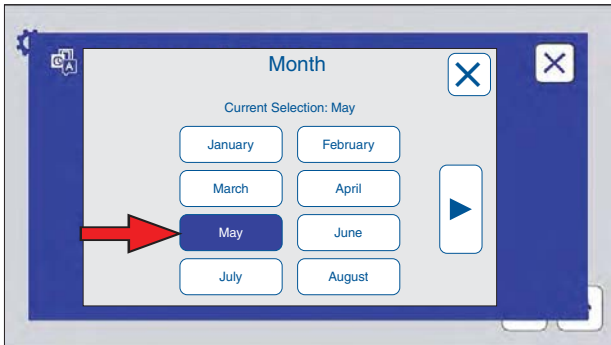 Month
Current Selection: May
January February
March April
May June
July August